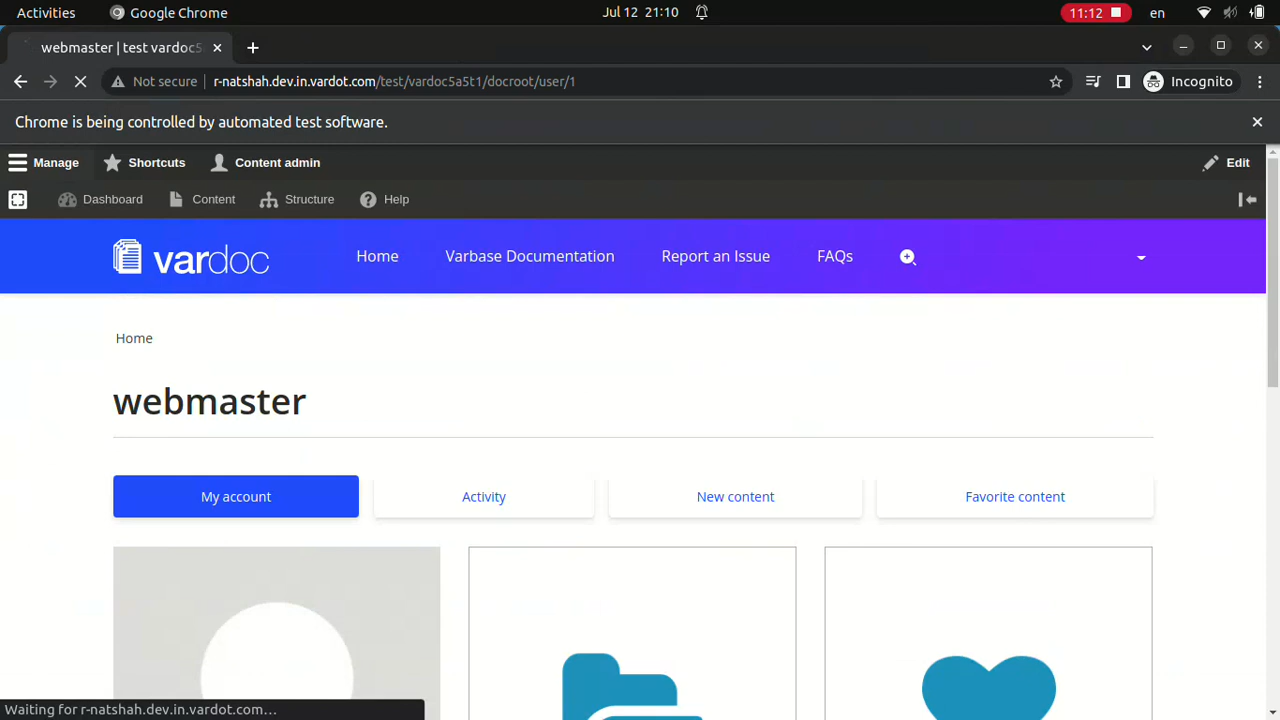 Activities Google Chrome Jul 12 21:10 11:12 en
webmaster | test vardoc5
Not secure r-natshah.dev.in.vardot.com/test/vardoc5a5t1/docroot/user/1 Incognito
Chrome is being controlled by automated test software.
Manage Shortcuts Content admin Edit
Dashboard Content Structure Help
vardoc Home Varbase Documentation Report an Issue FAQs
Home
webmaster
My account Activity New content Favorite content
Waiting for r-natshah.dev.in.vardot.com...